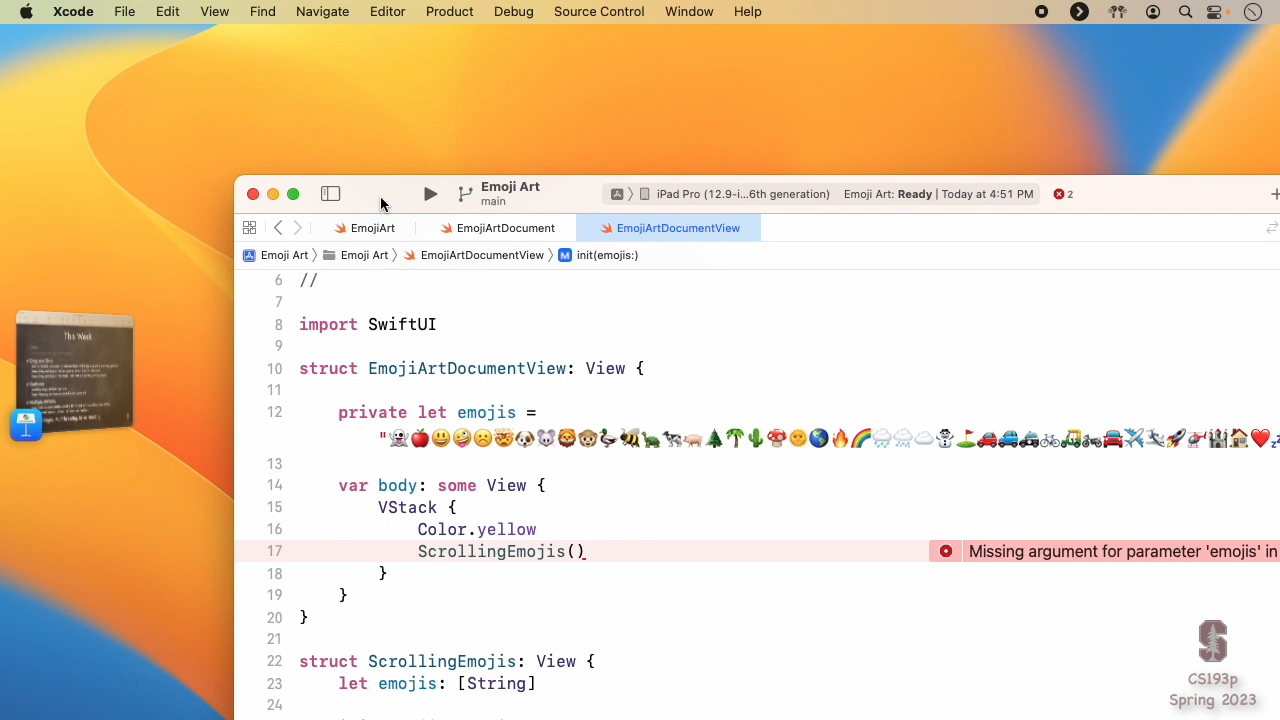 Xcode File Edit View Find Navigate Editor Product Debug Source Control Window Help
Emoji Art
main
iPad Pro (12.9-i...6th generation) Emoji Art: Ready | Today at 4:51 PM 2
EmojiArt EmojiArtDocument EmojiArtDocumentView
Emoji Art Emoji Art EmojiArtDocumentView M init(emojis:)
6 //
7
8 import SwiftUI
9
10 struct EmojiArtDocumentView: View {
11
12 private let emojis =
"👻🍎😃🤪☹️🤯🐶🐭🦁🐵🦆🐝🐢🐄🐖🌲🌴🌵🍄🌞🌎🔥🌈🌧️🌨️☁️⛄️⛳️🚗🚙🚓🚲🛺🏍️🚘✈️🛩️🚀🚁🏰🏠❤️💤
13
14 var body: some View {
15 VStack {
16 Color.yellow
17 ScrollingEmojis() Missing argument for parameter 'emojis' in
18 }
19 }
20 }
21
22 struct ScrollingEmojis: View {
23 let emojis: [String]
24
This Week
S
CS193p
Spring 2023